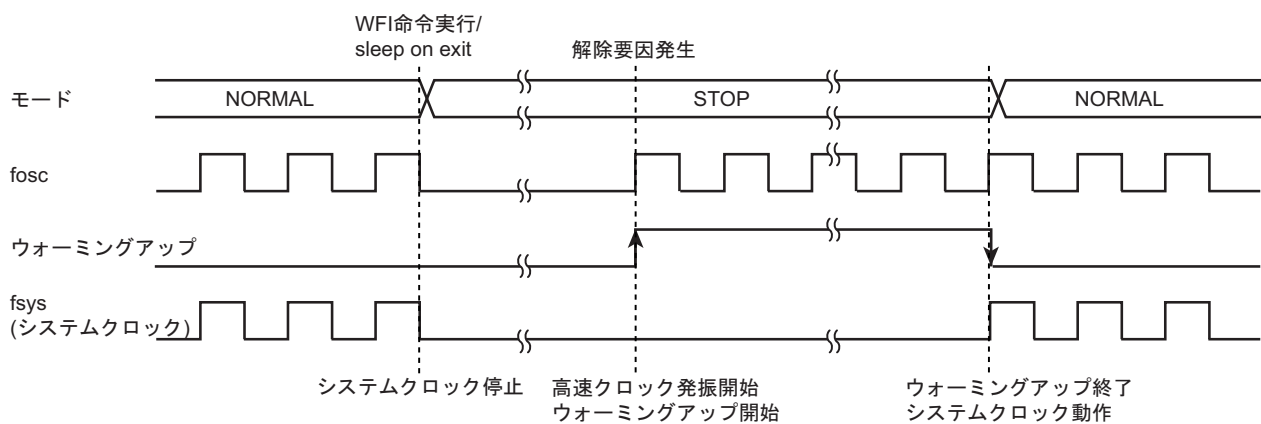 WFI命令実行/
sleep on exit
解除要因発生
モード
NORMAL
STOP
NORMAL
fosc
ウォーミングアップ
fsys
(システムクロック)
システムクロック停止
高速クロック発振開始
ウォーミングアップ開始
ウォーミングアップ終了
システムクロック動作